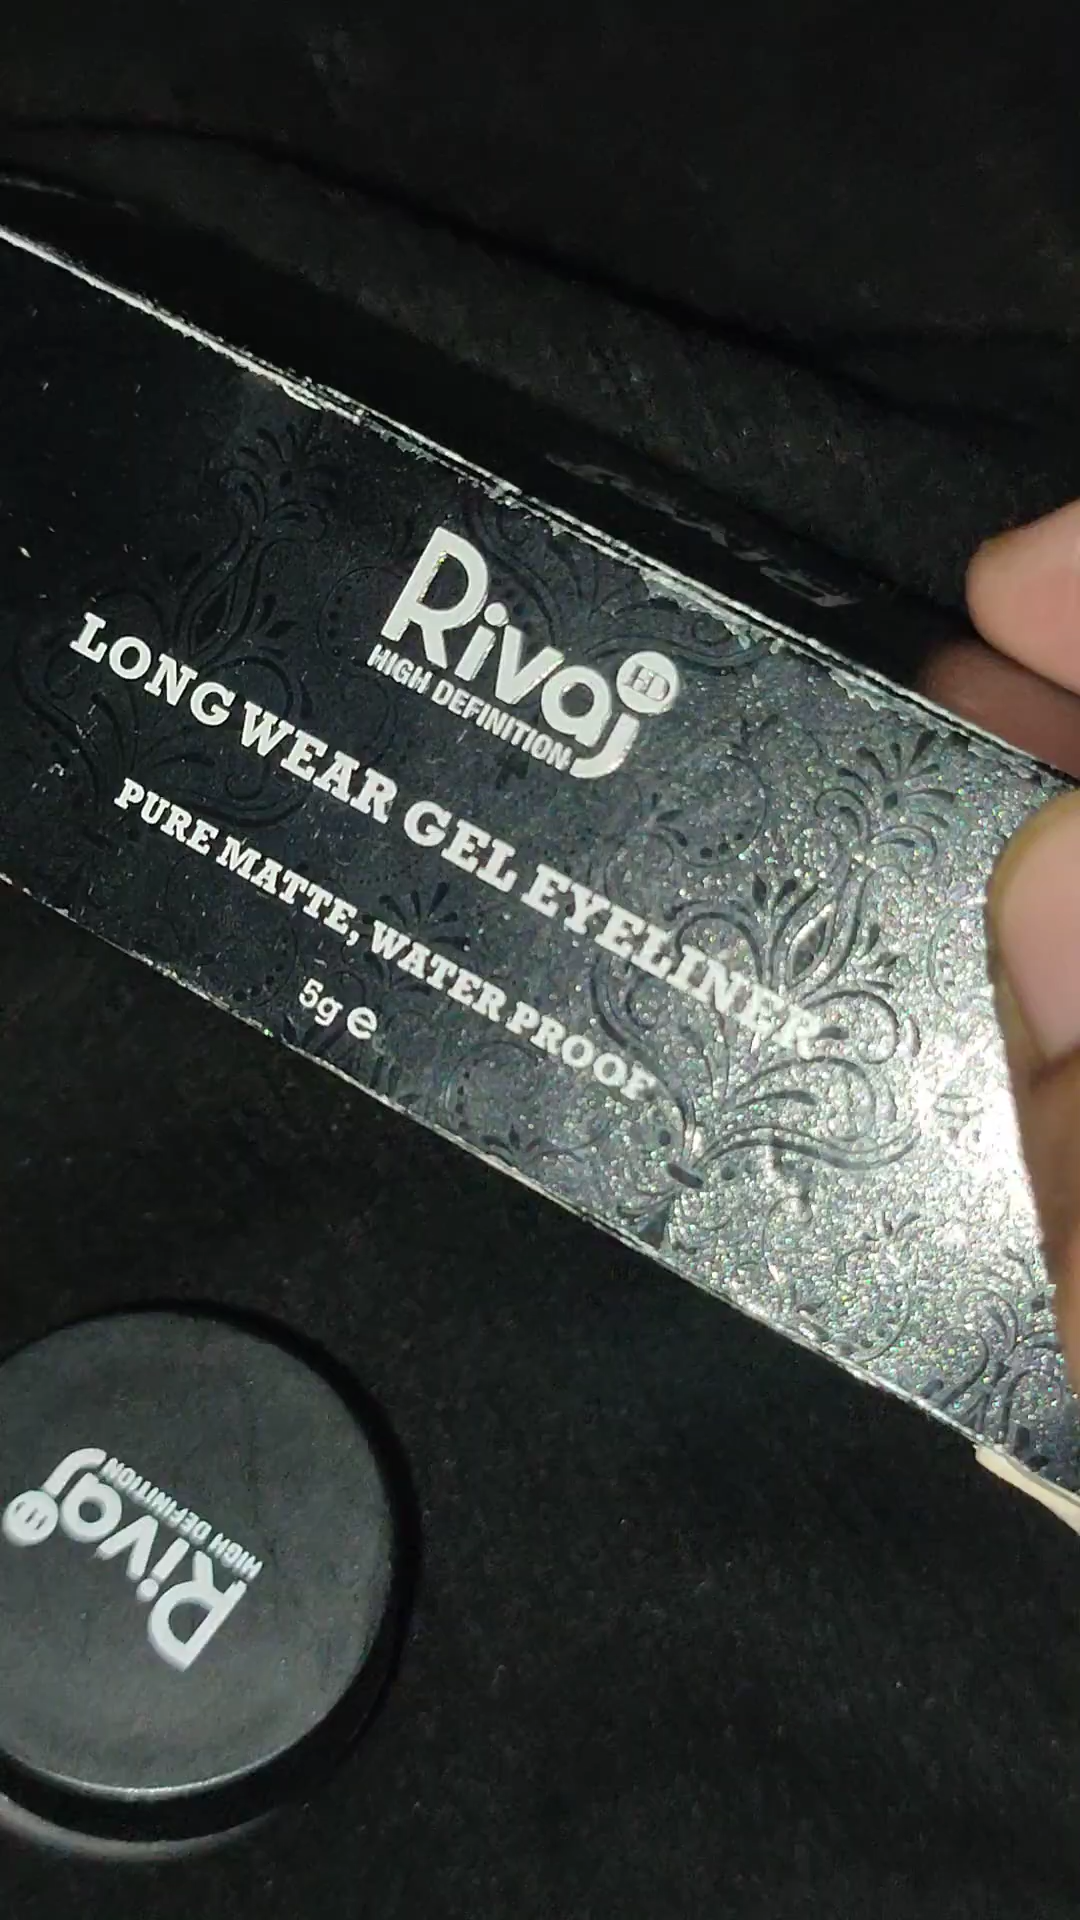 Rivaj HD
HIGH DEFINITION
LONG WEAR GEL EYELINER
PURE MATTE, WATER PROOF
5g ℮
Rivaj HD
HIGH DEFINITION